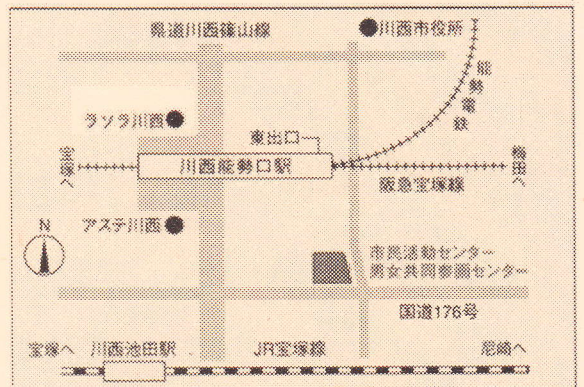 県道川西篠山線
川西市役所
能勢電鉄
ラソラ川西
東出口
宝塚へ
川西能勢口駅
梅田へ
阪急宝塚線
アステ川西
N
市民活動センター
男女共同参画センター
国道176号
宝塚へ
川西池田駅
JR宝塚線
尼崎へ